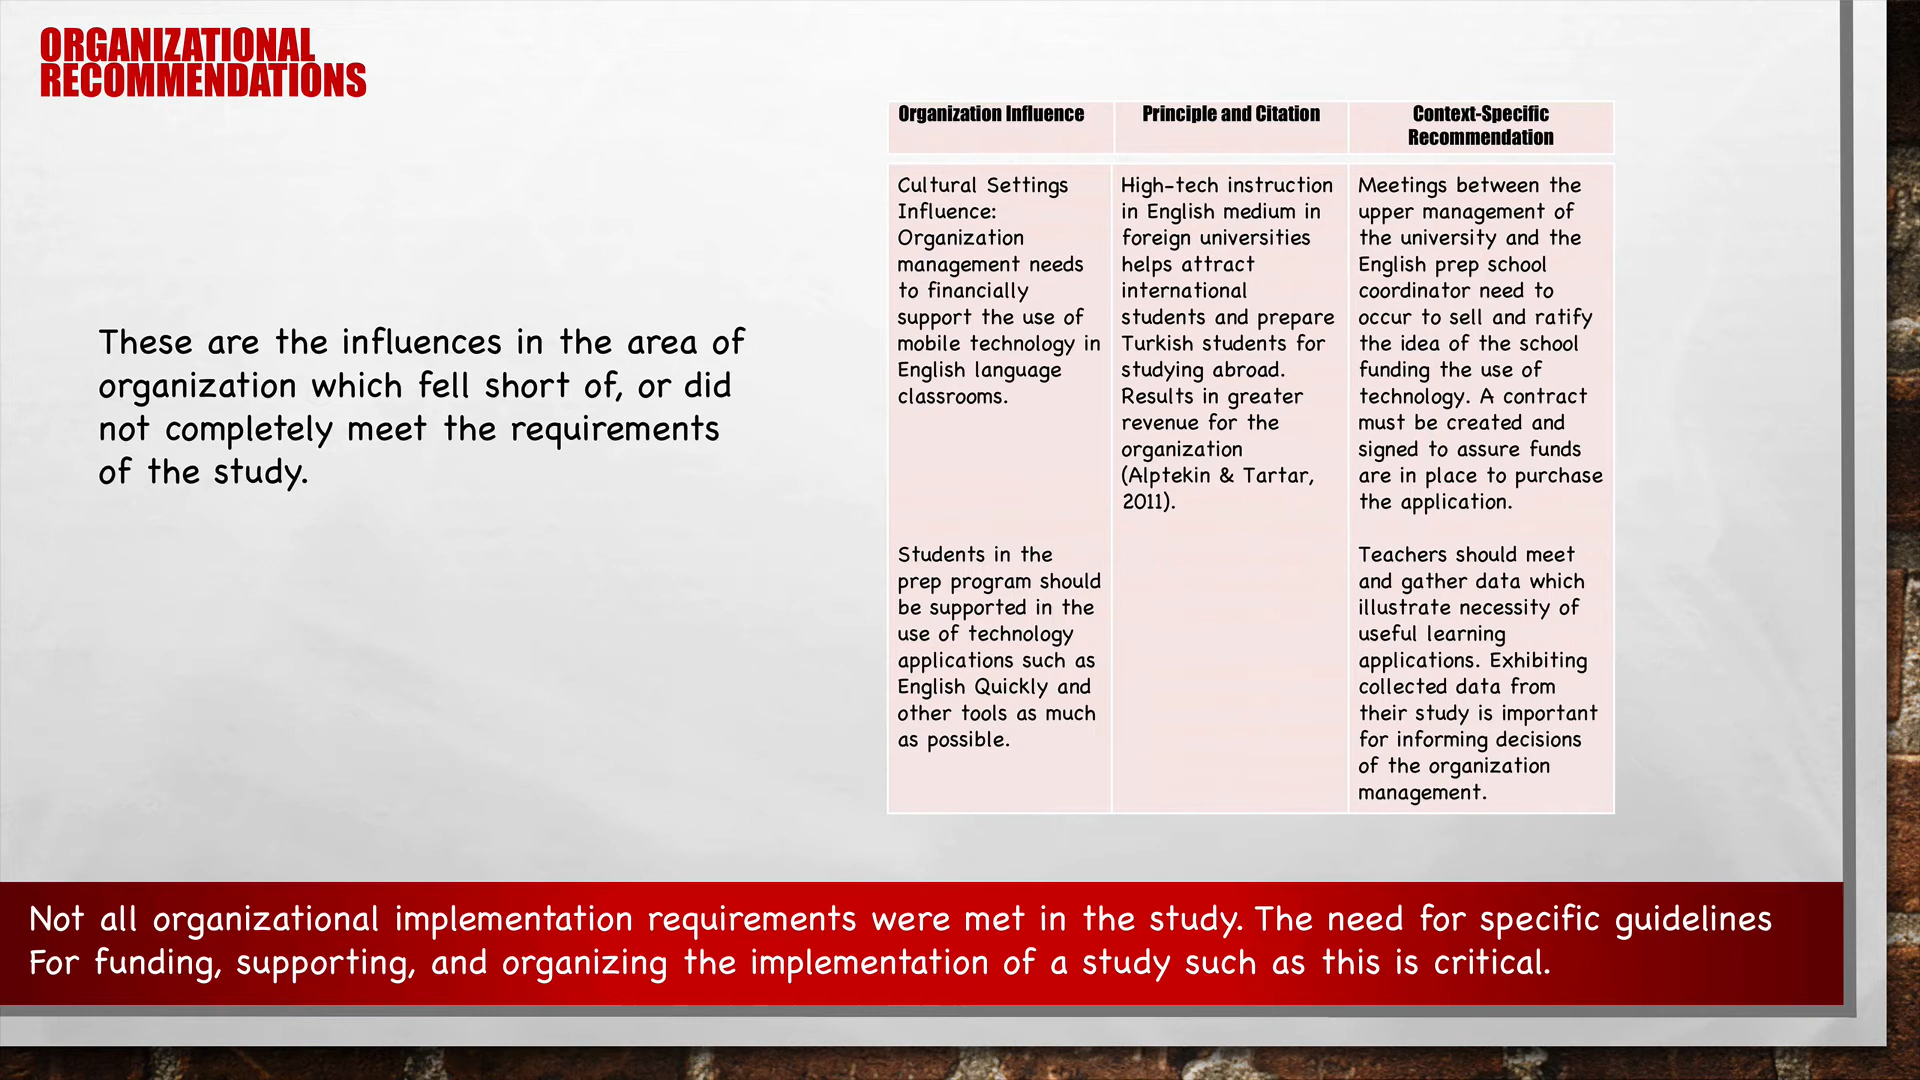 ORGANIZATIONAL
RECOMMENDATIONS
These are the influences in the area of
organization which fell short of, or did
not completely meet the requirements
of the study.
Organization Influence
Principle and Citation
Context-Specific
Recommendation
Cultural Settings
Influence:
Organization
management needs
to financially
support the use of
mobile technology in
English language
classrooms.
Students in the
prep program should
be supported in the
use of technology
applications such as
English Quickly and
other tools as much
as possible.
High-tech instruction
in English medium in
foreign universities
helps attract
international
students and prepare
Turkish students for
studying abroad.
Results in greater
revenue for the
organization
(Alptekin & Tartar,
2011).
Meetings between the
upper management of
the university and the
English prep school
coordinator need to
occur to sell and ratify
the idea of the school
funding the use of
technology. A contract
must be created and
signed to assure funds
are in place to purchase
the application.
Teachers should meet
and gather data which
illustrate necessity of
useful learning
applications. Exhibiting
collected data from
their study is important
for informing decisions
of the organization
management.
Not all organizational implementation requirements were met in the study. The need for specific guidelines
For funding, supporting, and organizing the implementation of a study such as this is critical.